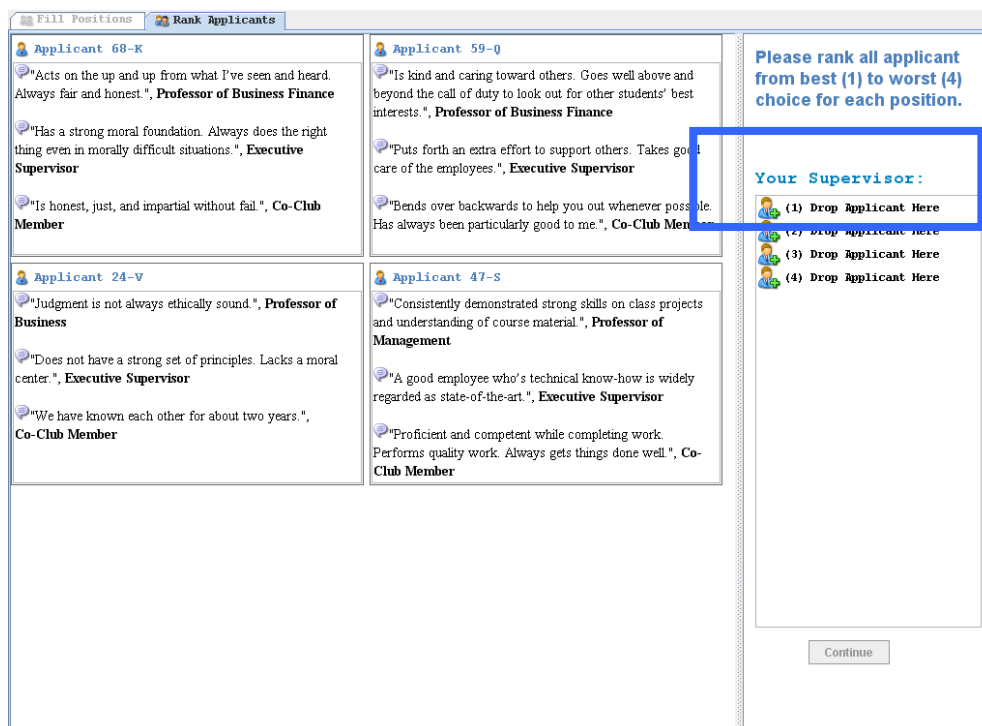 Fill Positions
Rank Applicants
Applicant 68-K
"Acts on the up and up from what I've seen and heard.
Always fair and honest.", Professor of Business Finance
"Has a strong moral foundation. Always does the right
thing even in morally difficult situations.", Executive
Supervisor
"Is honest, just, and impartial without fail.", Co-Club
Member
Applicant 59-Q
"Is kind and caring toward others. Goes well above and
beyond the call of duty to look out for other students' best
interests.", Professor of Business Finance
"Puts forth an extra effort to support others. Takes good
care of the employees.", Executive Supervisor
"Bends over backwards to help you out whenever possible.
Has always been particularly good to me.", Co-Club Member
Applicant 24-V
"Judgment is not always ethically sound.", Professor of
Business
"Does not have a strong set of principles. Lacks a moral
center.", Executive Supervisor
"We have known each other for about two years.",
Co-Club Member
Applicant 47-S
"Consistently demonstrated strong skills on class projects
and understanding of course material.", Professor of
Management
"A good employee who's technical know-how is widely
regarded as state-of-the-art.", Executive Supervisor
"Proficient and competent while completing work.
Performs quality work. Always gets things done well.", Co-
Club Member
Please rank all applicant
from best (1) to worst (4)
choice for each position.
Your Supervisor:
(1) Drop Applicant Here
(2) Drop Applicant Here
(3) Drop Applicant Here
(4) Drop Applicant Here
Continue